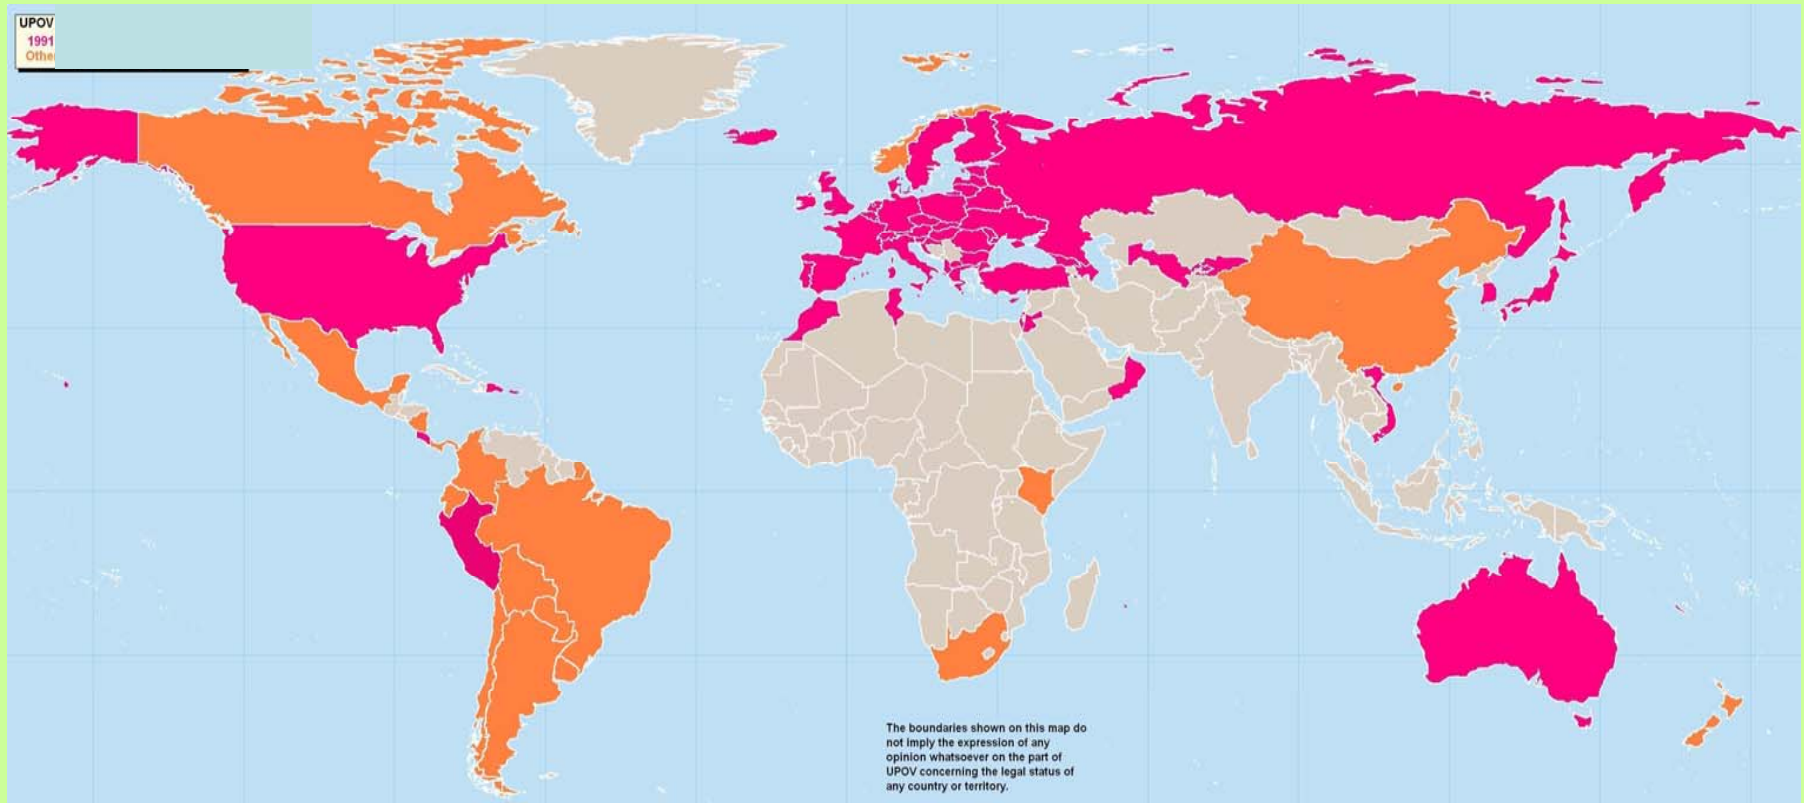 UPOV
1991
Othe
The boundaries shown on this map do
not imply the expression of any
opinion whatsoever on the part of
UPOV concerning the legal status of
any country or territory.